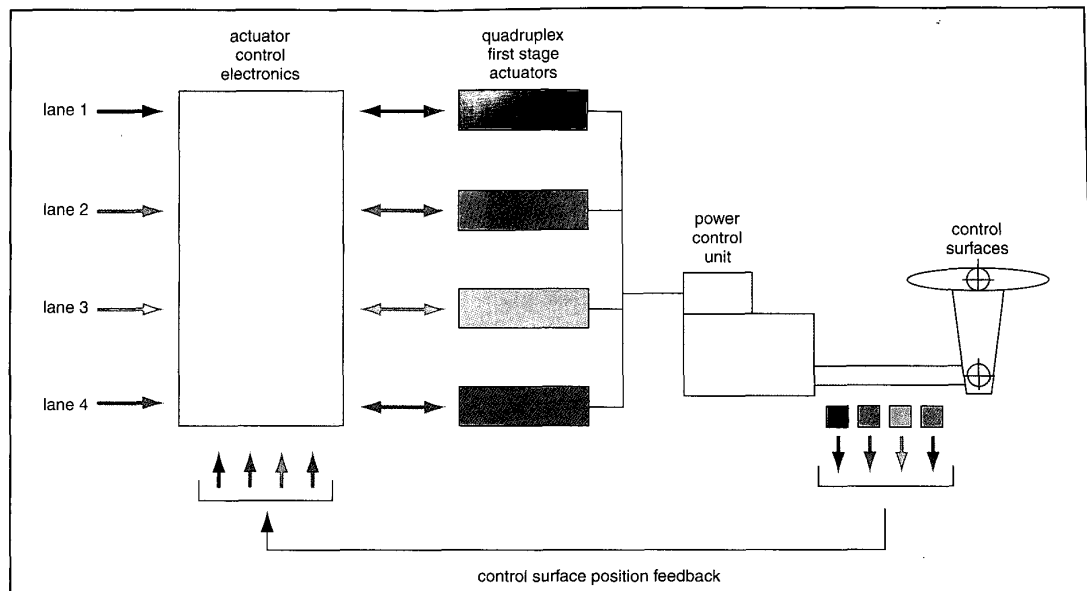 actuator
control
electronics
quadruplex
first stage
actuators
lane 1
lane 2
power
control
unit
control
surfaces
lane 3
lane 4
control surface position feedback